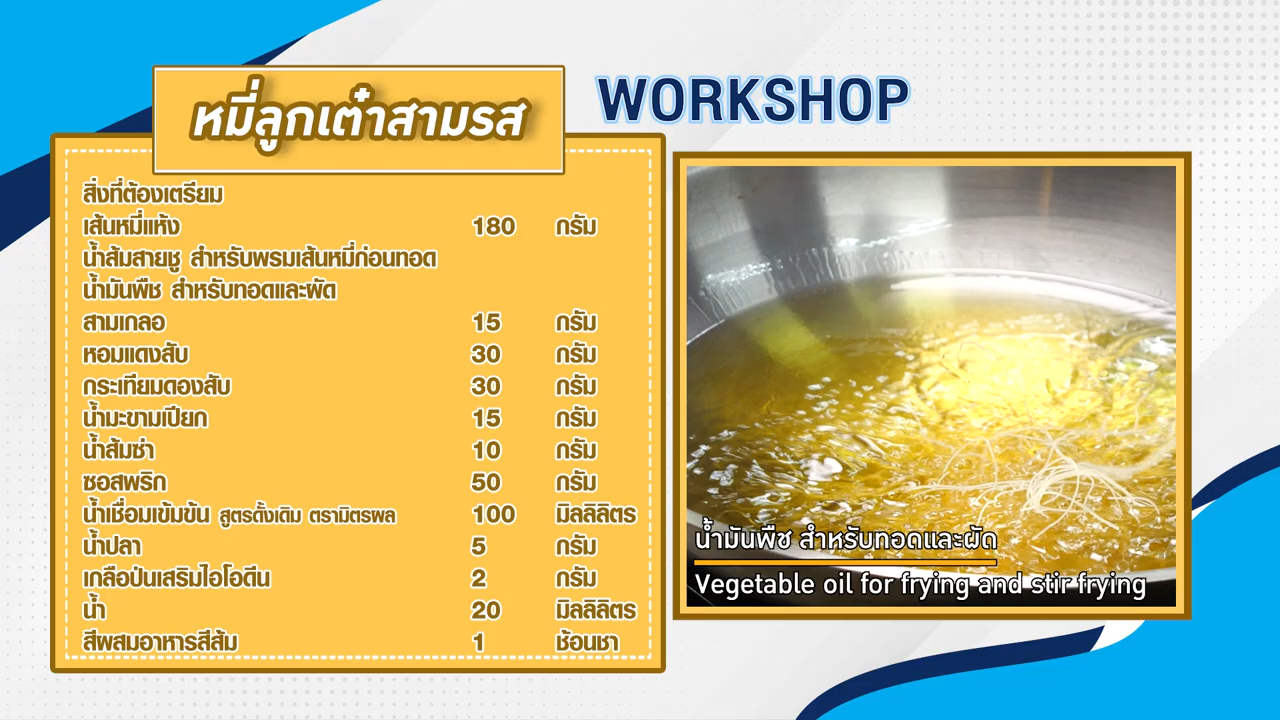 หมี่ลูกเต๋าสามรส
WORKSHOP
สิ่งที่ต้องเตรียม
เส้นหมี่แห้ง 180 กรัม
น้ำส้มสายชู สำหรับพรมเส้นหมี่ก่อนทอด
น้ำมันพืช สำหรับทอดและผัด
สามเกลอ 15 กรัม
หอมแดงสับ 30 กรัม
กระเทียมดองสับ 30 กรัม
น้ำมะขามเปียก 15 กรัม
น้ำส้มซ่า 10 กรัม
ซอสพริก 50 กรัม
น้ำเชื่อมเข้มข้น สูตรดั้งเดิม ตรามิตรผล 100 มิลลิลิตร
น้ำปลา 5 กรัม
เกลือป่นเสริมไอโอดีน 2 กรัม
น้ำ 20 มิลลิลิตร
สีผสมอาหารสีส้ม 1 ช้อนชา
น้ำมันพืช สำหรับทอดและผัด
Vegetable oil for frying and stir frying